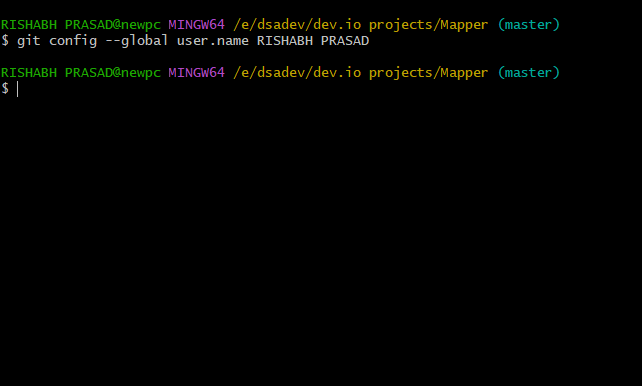 RISHABH PRASAD@newpc MINGW64 /e/dsadev/dev.io projects/Mapper (master)
$ git config --global user.name RISHABH PRASAD
RISHABH PRASAD@newpc MINGW64 /e/dsadev/dev.io projects/Mapper (master)
$